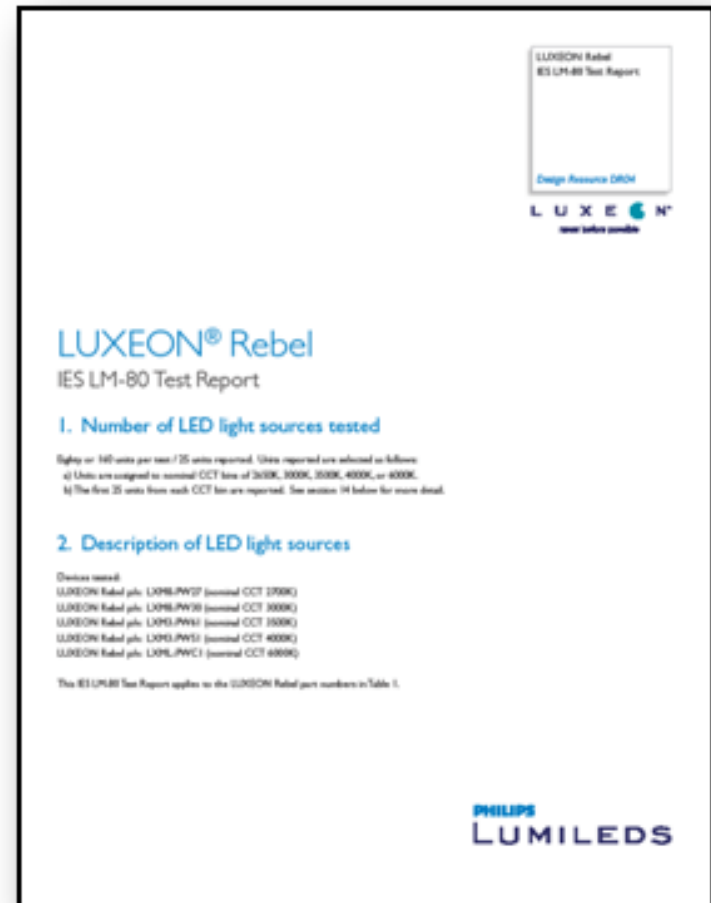 LUXEON Rebel
IES LM-80 Test Report
Design Resource DR04
LUXEON
never before possible
LUXEON® Rebel
IES LM-80 Test Report
1. Number of LED light sources tested
Eighty or 160 units per test / 25 units reported. Units reported are selected as follows:
a) Units are assigned to nominal CCT bins of 2650K, 3000K, 3500K, 4000K, or 6000K.
b) The first 25 units from each CCT bin are reported. See section 14 below for more detail.
2. Description of LED light sources
Devices tested:
LUXEON Rebel p/n: LXM8-PW27 (nominal CCT 2700K)
LUXEON Rebel p/n: LXM8-PW30 (nominal CCT 3000K)
LUXEON Rebel p/n: LXM3-PW61 (nominal CCT 3500K)
LUXEON Rebel p/n: LXM3-PW51 (nominal CCT 4000K)
LUXEON Rebel p/n: LXML-PWC1 (nominal CCT 6000K)
This IES LM-80 Test Report applies to the LUXEON Rebel part numbers in Table 1.
PHILIPS
LUMILEDS